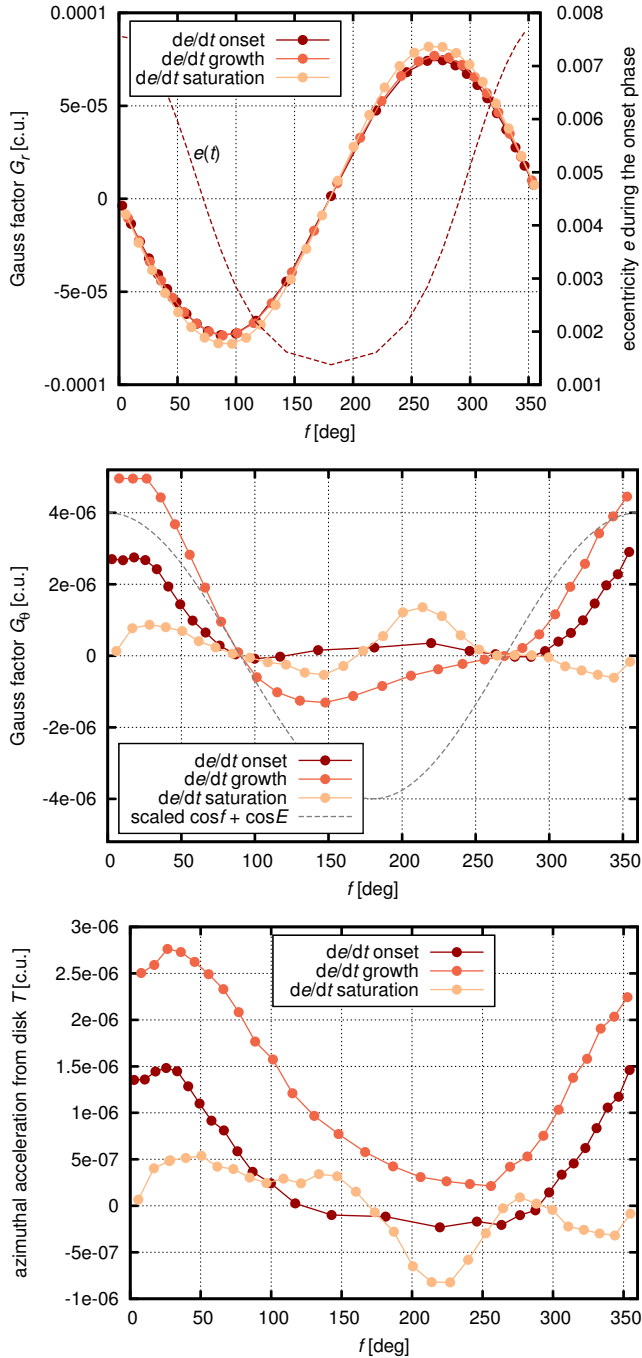 0.0001
5e-05
0
-5e-05
-0.0001
Gauss factor Gr [c.u.]
de/dt onset
de/dt growth
de/dt saturation
e(t)
0.008
0.007
0.006
0.005
0.004
0.003
0.002
0.001
eccentricity e during the onset phase
0 50 100 150 200 250 300 350
f [deg]
4e-06
2e-06
0
-2e-06
-4e-06
Gauss factor Gθ [c.u.]
de/dt onset
de/dt growth
de/dt saturation
scaled cosf + cosE
0 50 100 150 200 250 300 350
f [deg]
3e-06
2.5e-06
2e-06
1.5e-06
1e-06
5e-07
0
-5e-07
-1e-06
azimuthal acceleration from disk T [c.u.]
de/dt onset
de/dt growth
de/dt saturation
0 50 100 150 200 250 300 350
f [deg]